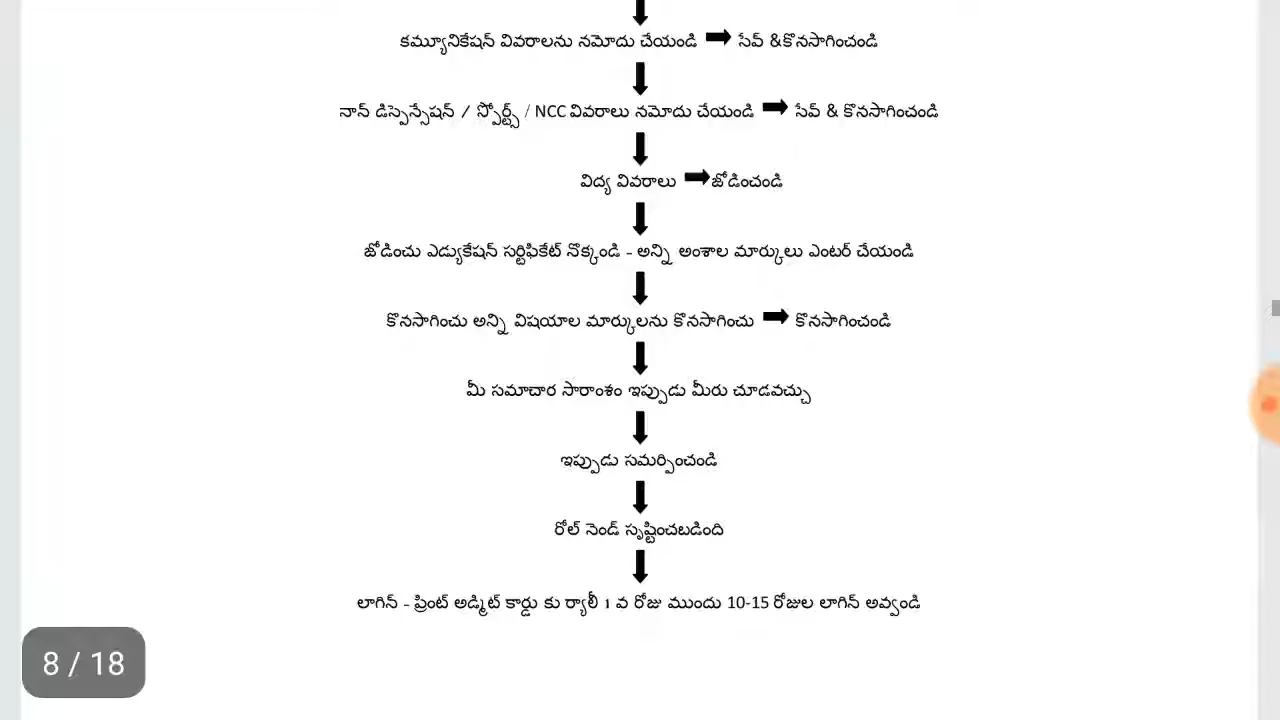 కమ్యూనికేషన్ వివరాలను నమోదు చేయండి ➡ సేవ్ &కొనసాగించండి
నాన్ డిస్పెన్సేషన్ / స్పోర్ట్స్ / NCC వివరాలు నమోదు చేయండి ➡ సేవ్ & కొనసాగించండి
విద్య వివరాలు ➡జోడించండి
జోడించు ఎడ్యుకేషన్ సర్టిఫికేట్ నొక్కండి - అన్ని అంశాల మార్కులు ఎంటర్ చేయండి
కొనసాగించు అన్ని విషయాల మార్కులను కొనసాగించు ➡ కొనసాగించండి
మీ సమాచార సారాంశం ఇప్పుడు మీరు చూడవచ్చు
ఇప్పుడు సమర్పించండి
రోల్ నెండ్ సృష్టించబడింది
లాగిన్ - ప్రింట్ అడ్మిట్ కార్డు కు ర్యాలీ 1 వ రోజు ముందు 10-15 రోజుల లాగిన్ అవ్వండి
8 / 18